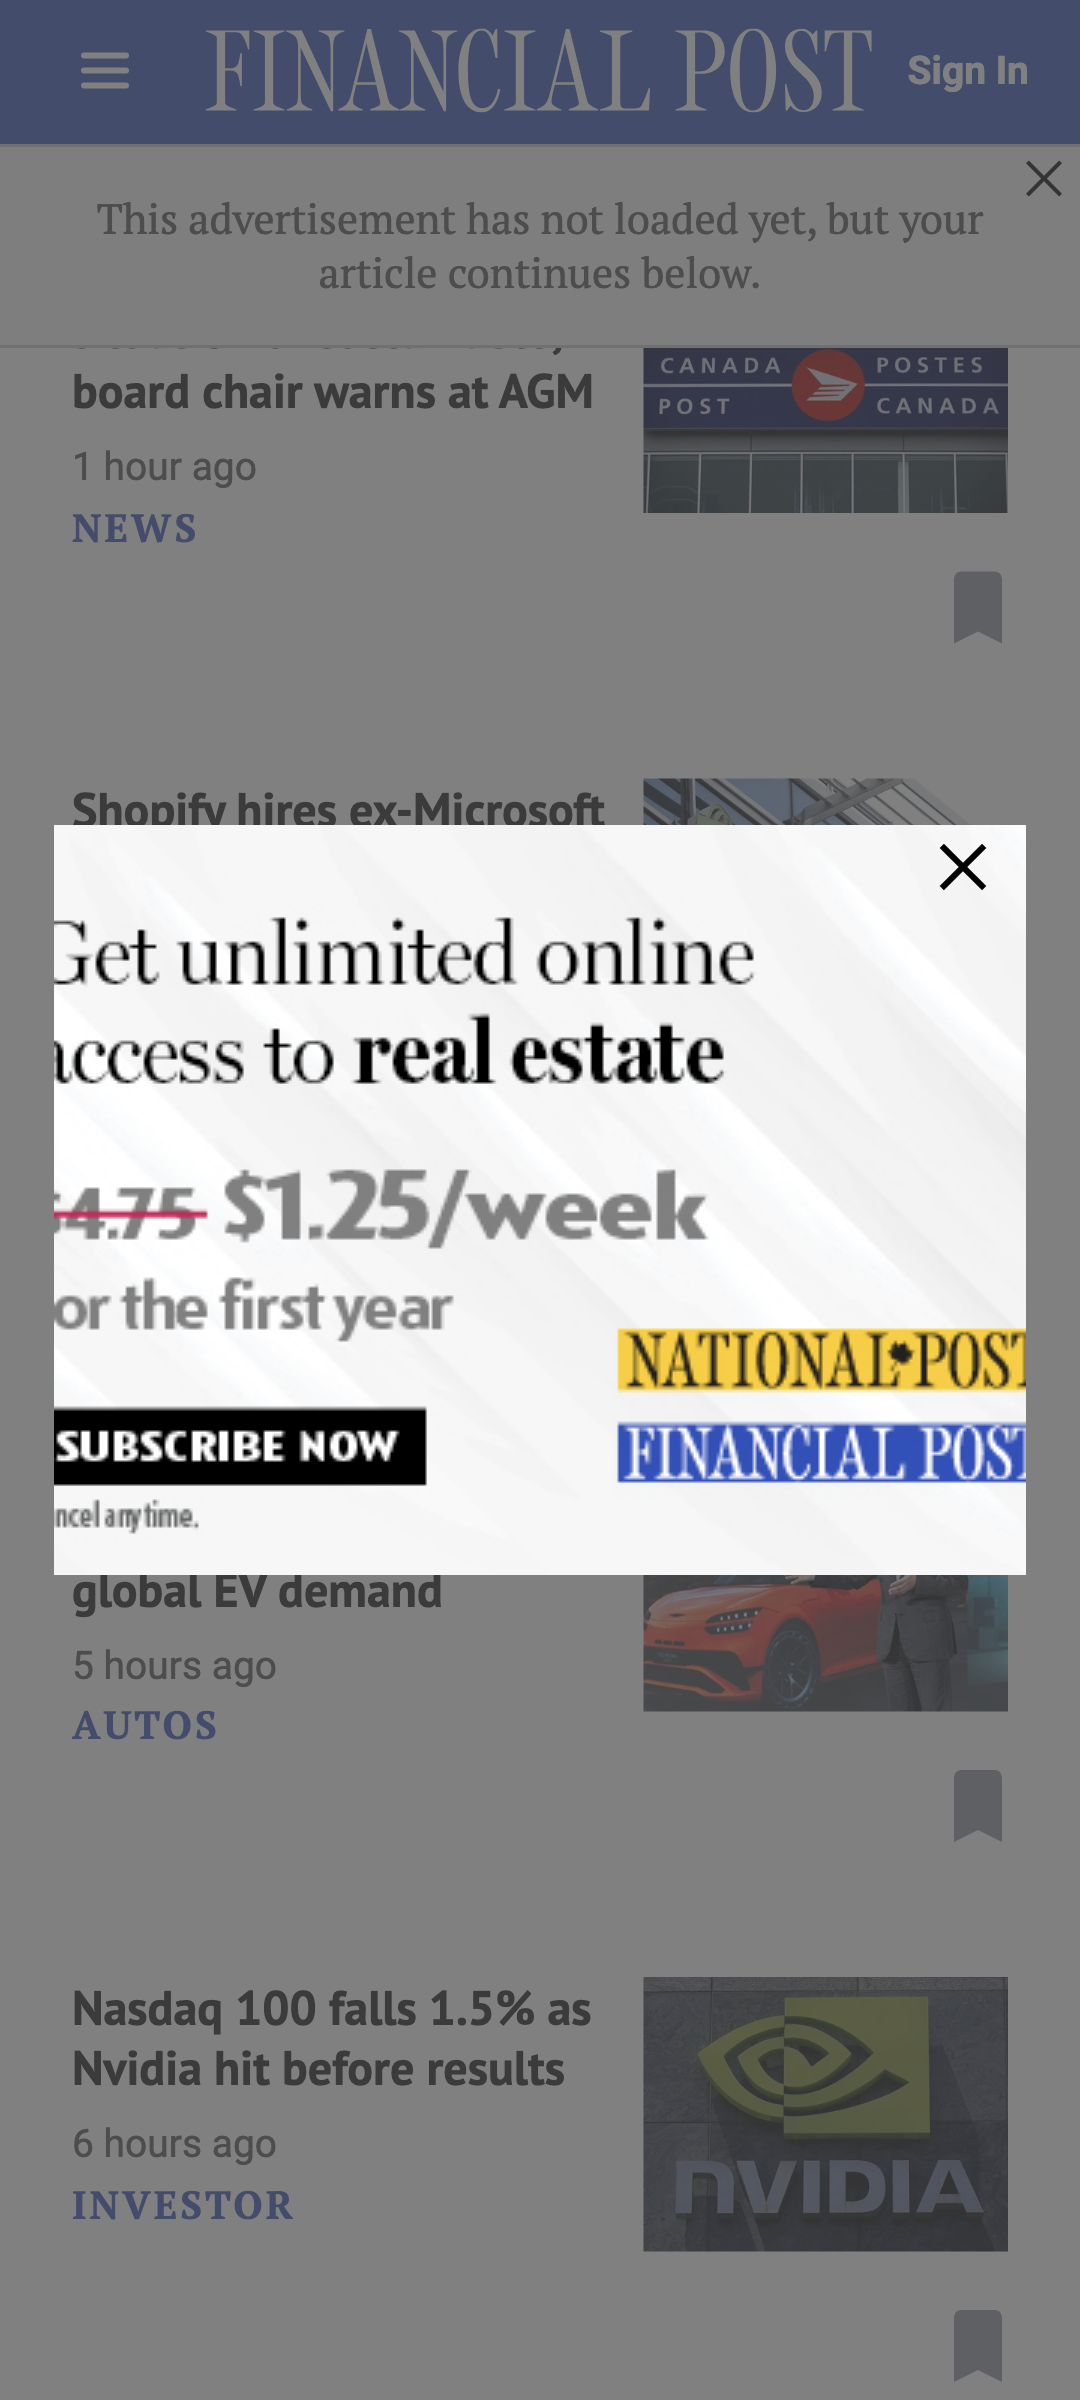 FINANCIAL POST
Sign In
This advertisement has not loaded yet, but your
article continues below.
board chair warns at AGM
1 hour ago
NEWS
CANADA POST
POSTES CANADA
Shopify hires ex-Microsoft
Get unlimited online
access to real estate
$4.75 $1.25/week
or the first year
SUBSCRIBE NOW
ncel anytime.
NATIONAL POST
FINANCIAL POST
global EV demand
5 hours ago
AUTOS
Nasdaq 100 falls 1.5% as
Nvidia hit before results
6 hours ago
INVESTOR
NVIDIA